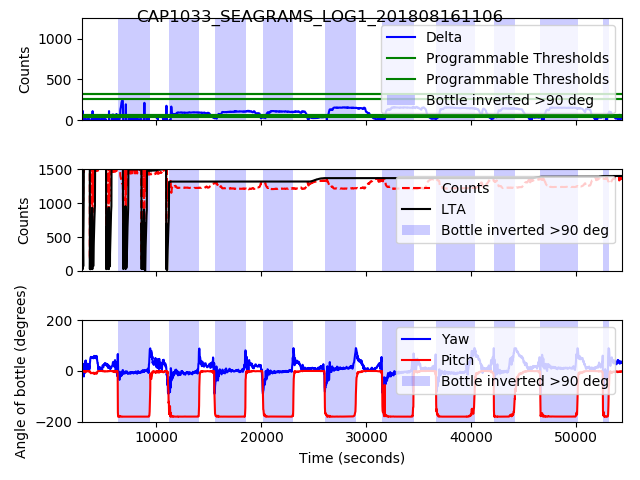 CAP1033_SEAGRAMS_LOG1_201808161106
1000
500
0
Counts
Delta
Programmable Thresholds
Programmable Thresholds
Bottle inverted >90 deg
1500
1000
500
0
Counts
Counts
LTA
Bottle inverted >90 deg
200
0
−200
Angle of bottle (degrees)
Yaw
Pitch
Bottle inverted >90 deg
10000 20000 30000 40000 50000
Time (seconds)